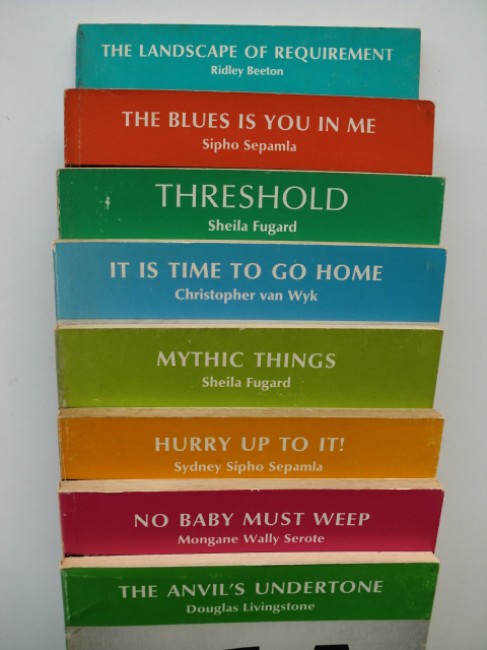 THE LANDSCAPE OF REQUIREMENT
Ridley Beeton
THE BLUES IS YOU IN ME
Sipho Sepamla
THRESHOLD
Sheila Fugard
IT IS TIME TO GO HOME
Christopher van Wyk
MYTHIC THINGS
Sheila Fugard
HURRY UP TO IT!
Sydney Sipho Sepamla
NO BABY MUST WEEP
Mongane Wally Serote
THE ANVIL'S UNDERTONE
Douglas Livingstone